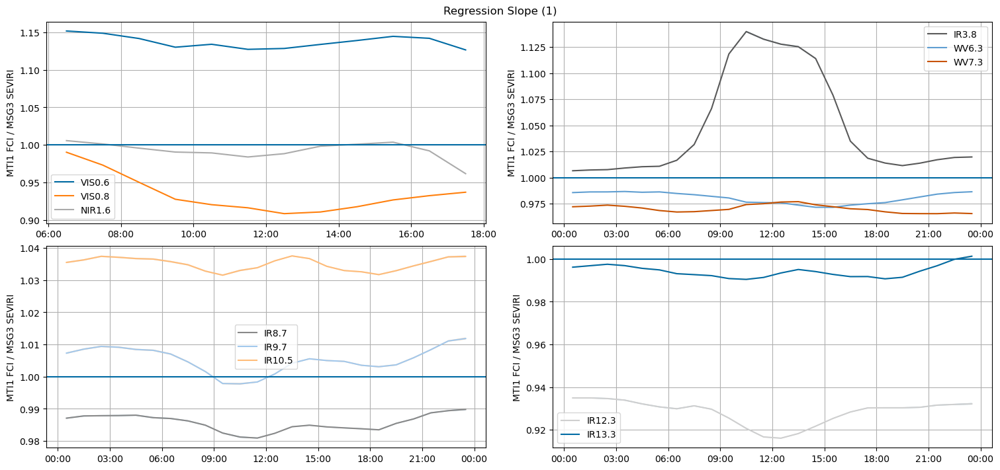 Regression Slope (1)
MTI1 FCI / MSG3 SEVIRI
1.15
1.10
1.05
1.00
0.95
0.90
VIS0.6
VIS0.8
NIR1.6
06:00 08:00 10:00 12:00 14:00 16:00 18:00
MTI1 FCI / MSG3 SEVIRI
1.125
1.100
1.075
1.050
1.025
1.000
0.975
IR3.8
WV6.3
WV7.3
00:00 03:00 06:00 09:00 12:00 15:00 18:00 21:00 00:00
MTI1 FCI / MSG3 SEVIRI
1.04
1.03
1.02
1.01
1.00
0.99
0.98
IR8.7
IR9.7
IR10.5
00:00 03:00 06:00 09:00 12:00 15:00 18:00 21:00 00:00
MTI1 FCI / MSG3 SEVIRI
1.00
0.98
0.96
0.94
0.92
IR12.3
IR13.3
00:00 03:00 06:00 09:00 12:00 15:00 18:00 21:00 00:00